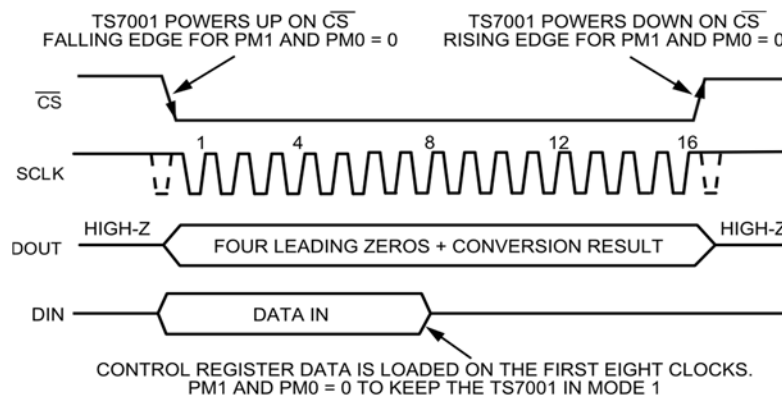 TS7001 POWERS UP ON CS
FALLING EDGE FOR PM1 AND PM0 = 0
TS7001 POWERS DOWN ON CS
RISING EDGE FOR PM1 AND PM0 = 0
CS
1 4 8 12 16
SCLK
HIGH-Z
FOUR LEADING ZEROS + CONVERSION RESULT
HIGH-Z
DOUT
DIN
DATA IN
CONTROL REGISTER DATA IS LOADED ON THE FIRST EIGHT CLOCKS.
PM1 AND PM0 = 0 TO KEEP THE TS7001 IN MODE 1